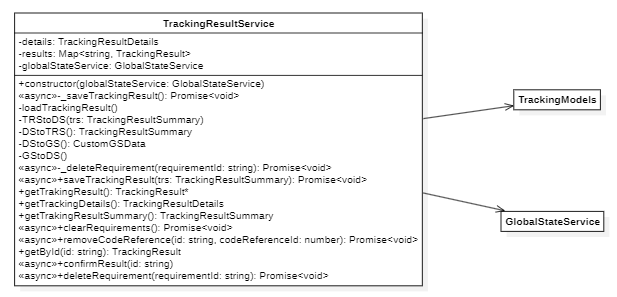 TrackingResultService
-details: TrackingResultDetails
-results: Map<string, TrackingResult>
-globalStateService: GlobalStateService
+constructor(globalStateService: GlobalStateService)
«async»-_saveTrackingResult(): Promise<void>
-loadTrackingResult()
-TRStoDS(trs: TrackingResultSummary)
-DStoTRS(): TrackingResultSummary
-DStoGS(): CustomGSData
-GStoDS()
«async»-_deleteRequirement(requirementId: string): Promise<void>
«async»+saveTrackingResult(trs: TrackingResultSummary): Promise<void>
+getTrakingResult(): TrackingResult*
+getTrackingDetails(): TrackingResultDetails
+getTrakingResultSummary(): TrackingResultSummary
«async»+clearRequirements(): Promise<void>
«async»+removeCodeReference(id: string, codeReferenceId: number): Promise<void>
+getById(id: string): TrackingResult
«async»+confirmResult(id: string)
«async»+deleteRequirement(requirementId: string): Promise<void>
TrackingModels
GlobalStateService